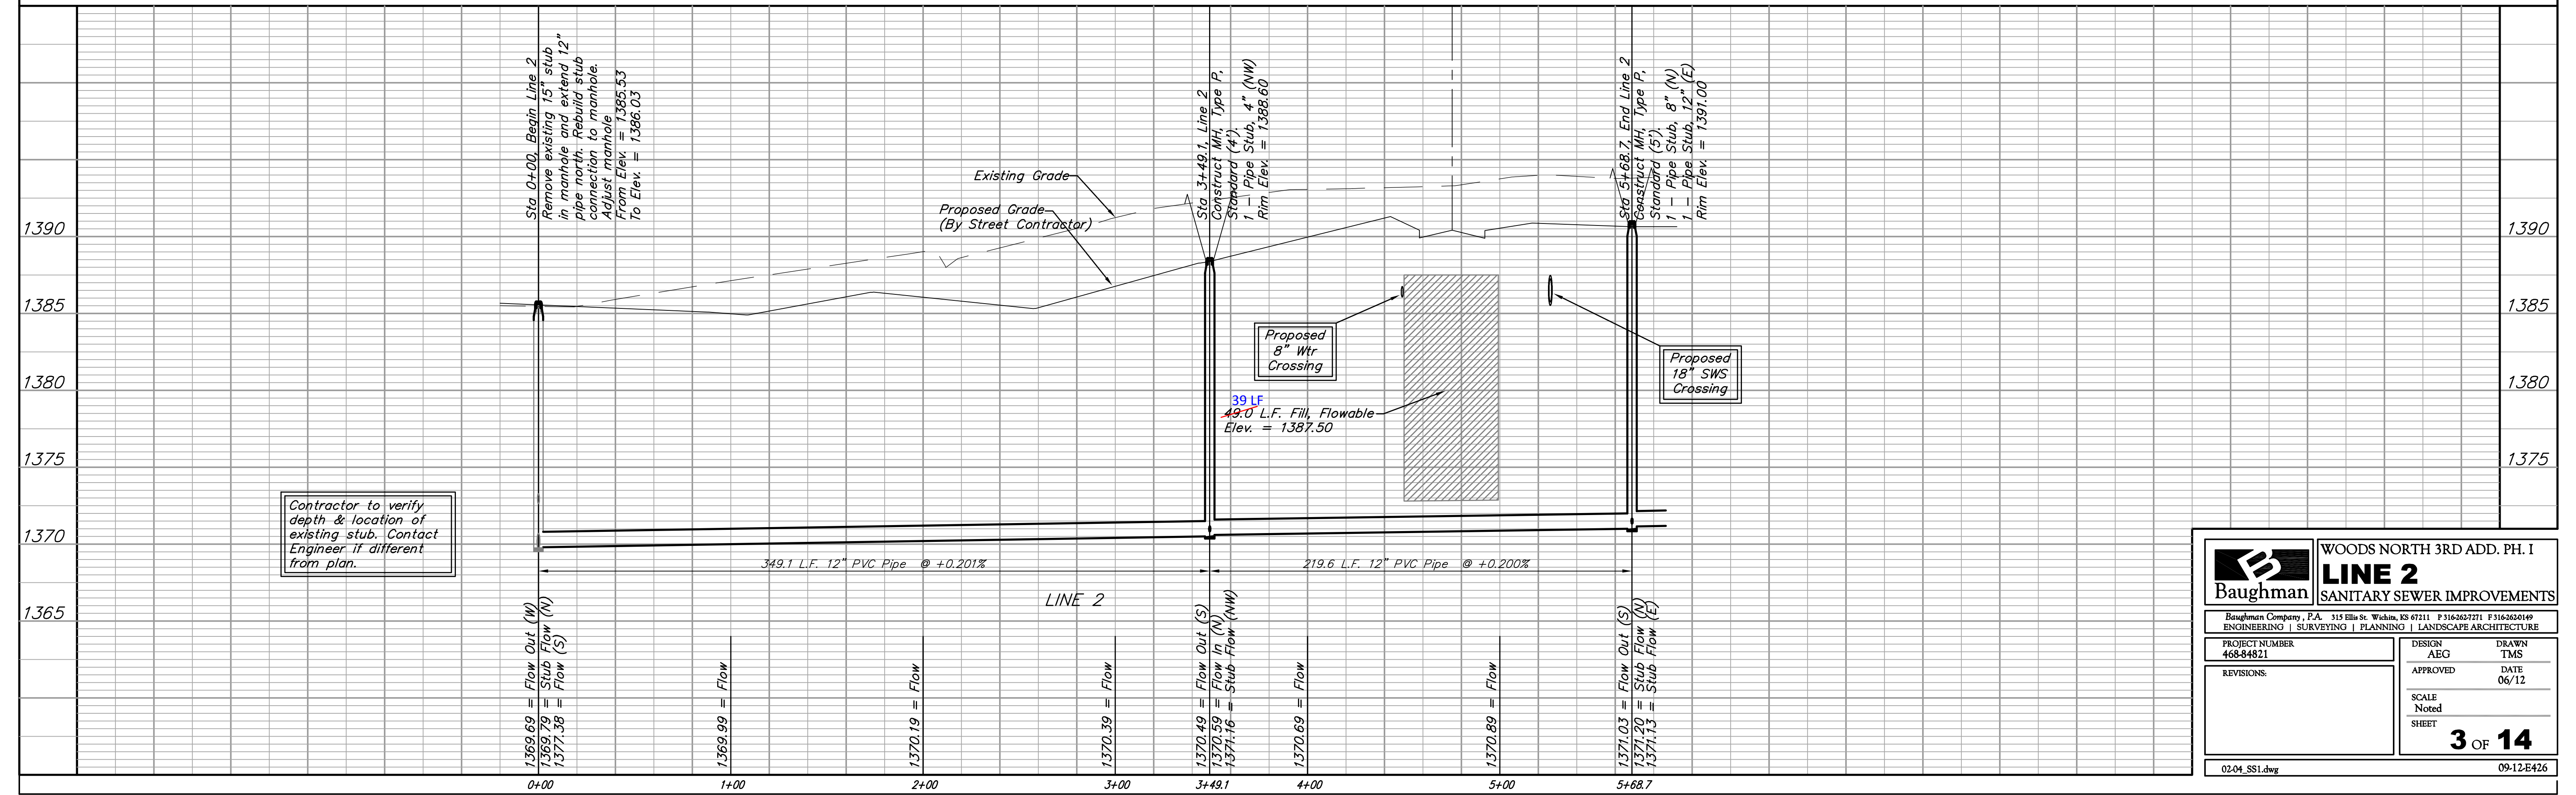 Sta 0+00, Begin Line 2
Remove existing 15" stub
in manhole and extend 12"
pipe north. Rebuild stub
connection to manhole.
Adjust manhole
From Elev. = 1385.53
To Elev. = 1386.03
Sta 3+49.1, Line 2
Construct MH, Type P,
Standard (4').
1 - Pipe Stub, 4" (NW)
Rim Elev. = 1388.60
Sta 5+68.7, End Line 2
Construct MH, Type P,
Standard (5').
1 - Pipe Stub, 8" (N)
1 - Pipe Stub, 12" (E)
Rim Elev. = 1391.00
Existing Grade
Proposed Grade
(By Street Contractor)
1390
1385
1380
1375
1370
1365
1390
1385
1380
1375
Proposed
8" Wtr
Crossing
Proposed
18" SWS
Crossing
39 LF
49.0 L.F. Fill, Flowable
Elev. = 1387.50
Contractor to verify
depth & location of
existing stub. Contact
Engineer if different
from plan.
349.1 L.F. 12" PVC Pipe @ +0.201%
219.6 L.F. 12" PVC Pipe @ +0.200%
LINE 2
1369.69 = Flow Out (W)
1369.79 = Stub Flow (N)
1377.38 = Flow (S)
1369.99 = Flow
1370.19 = Flow
1370.39 = Flow
1370.49 = Flow Out (S)
1370.59 = Flow In (N)
1371.16 = Stub Flow (NW)
1370.69 = Flow
1370.89 = Flow
1371.03 = Flow Out (S)
1371.20 = Stub Flow (N)
1371.13 = Stub Flow (E)
0+00
1+00
2+00
3+00
3+49.1
4+00
5+00
5+68.7
Baughman
WOODS NORTH 3RD ADD. PH. I
LINE 2
SANITARY SEWER IMPROVEMENTS
Baughman Company, P.A. 315 Ellis St. Wichita, KS 67211 P 316-262-7271 F 316-262-0149
ENGINEERING | SURVEYING | PLANNING | LANDSCAPE ARCHITECTURE
PROJECT NUMBER
468-84821
REVISIONS:
DESIGN
AEG
DRAWN
TMS
APPROVED
DATE
06/12
SCALE
Noted
SHEET
3 OF 14
02-04_SS1.dwg
09-12-E426